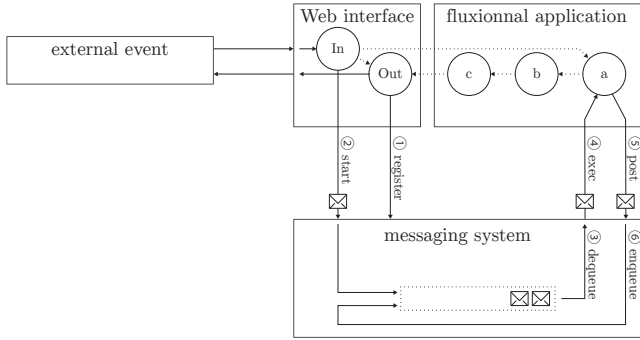 Web interface
fluxionnal application
external event
In
Out
c
b
a
② start
① register
④ exec
⑤ post
messaging system
③ dequeue
⑥ enqueue